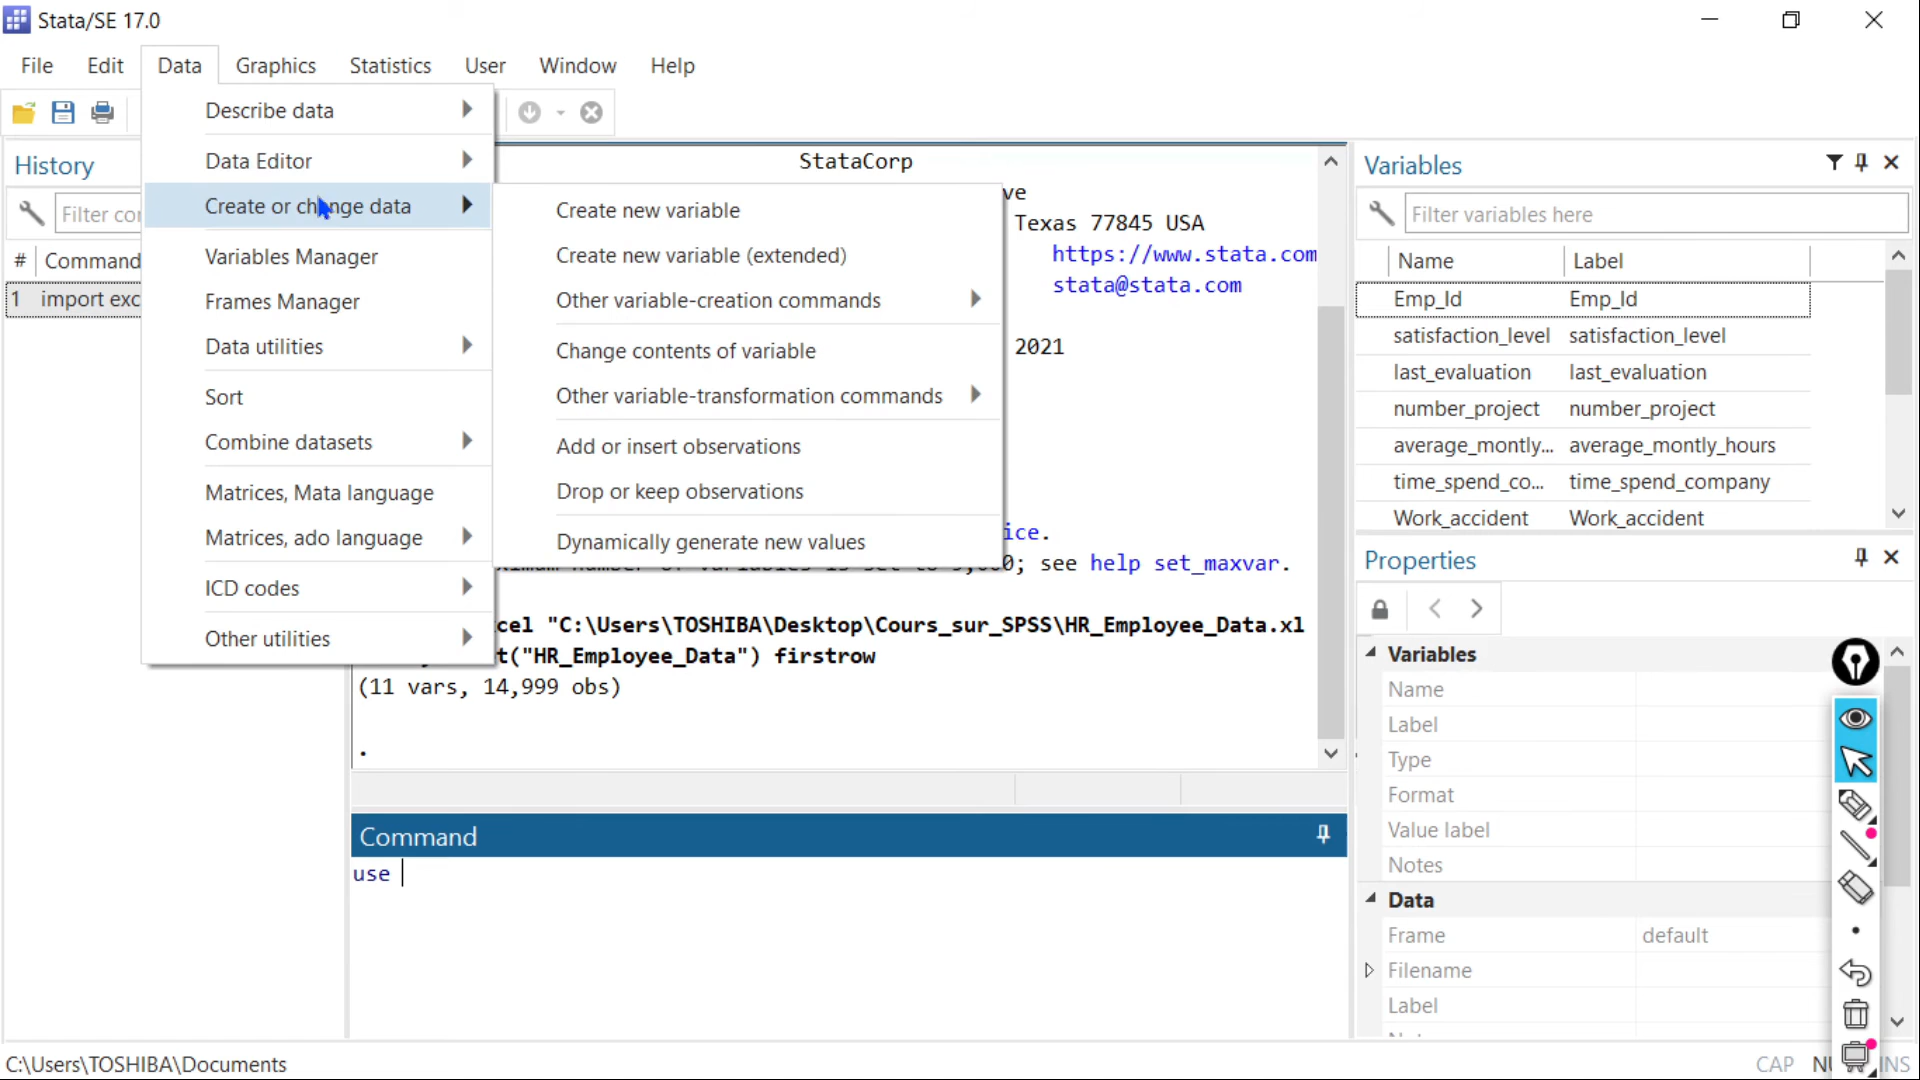 Stata/SE 17.0
File Edit Data Graphics Statistics User Window Help
History
Filter cor
# Command
1 import exc
Describe data
Data Editor
Create or change data
Variables Manager
Frames Manager
Data utilities
Sort
Combine datasets
Matrices, Mata language
Matrices, ado language
ICD codes
Other utilities
Create new variable
Create new variable (extended)
Other variable-creation commands
Change contents of variable
Other variable-transformation commands
Add or insert observations
Drop or keep observations
Dynamically generate new values
StataCorp
ve
Texas 77845 USA
https://www.stata.com
stata@stata.com
2021
ice.
; see help set_maxvar.
cel "C:\Users\TOSHIBA\Desktop\Cours_sur_SPSS\HR_Employee_Data.xl
t("HR_Employee_Data") firstrow
(11 vars, 14,999 obs)
.
Command
use
Variables
Filter variables here
Name Label
Emp_Id Emp_Id
satisfaction_level satisfaction_level
last_evaluation last_evaluation
number_project number_project
average_montly... average_montly_hours
time_spend_co... time_spend_company
Work_accident Work_accident
Properties
Variables
Name
Label
Type
Format
Value label
Notes
Data
Frame default
Filename
Label
C:\Users\TOSHIBA\Documents
CAP NU INS